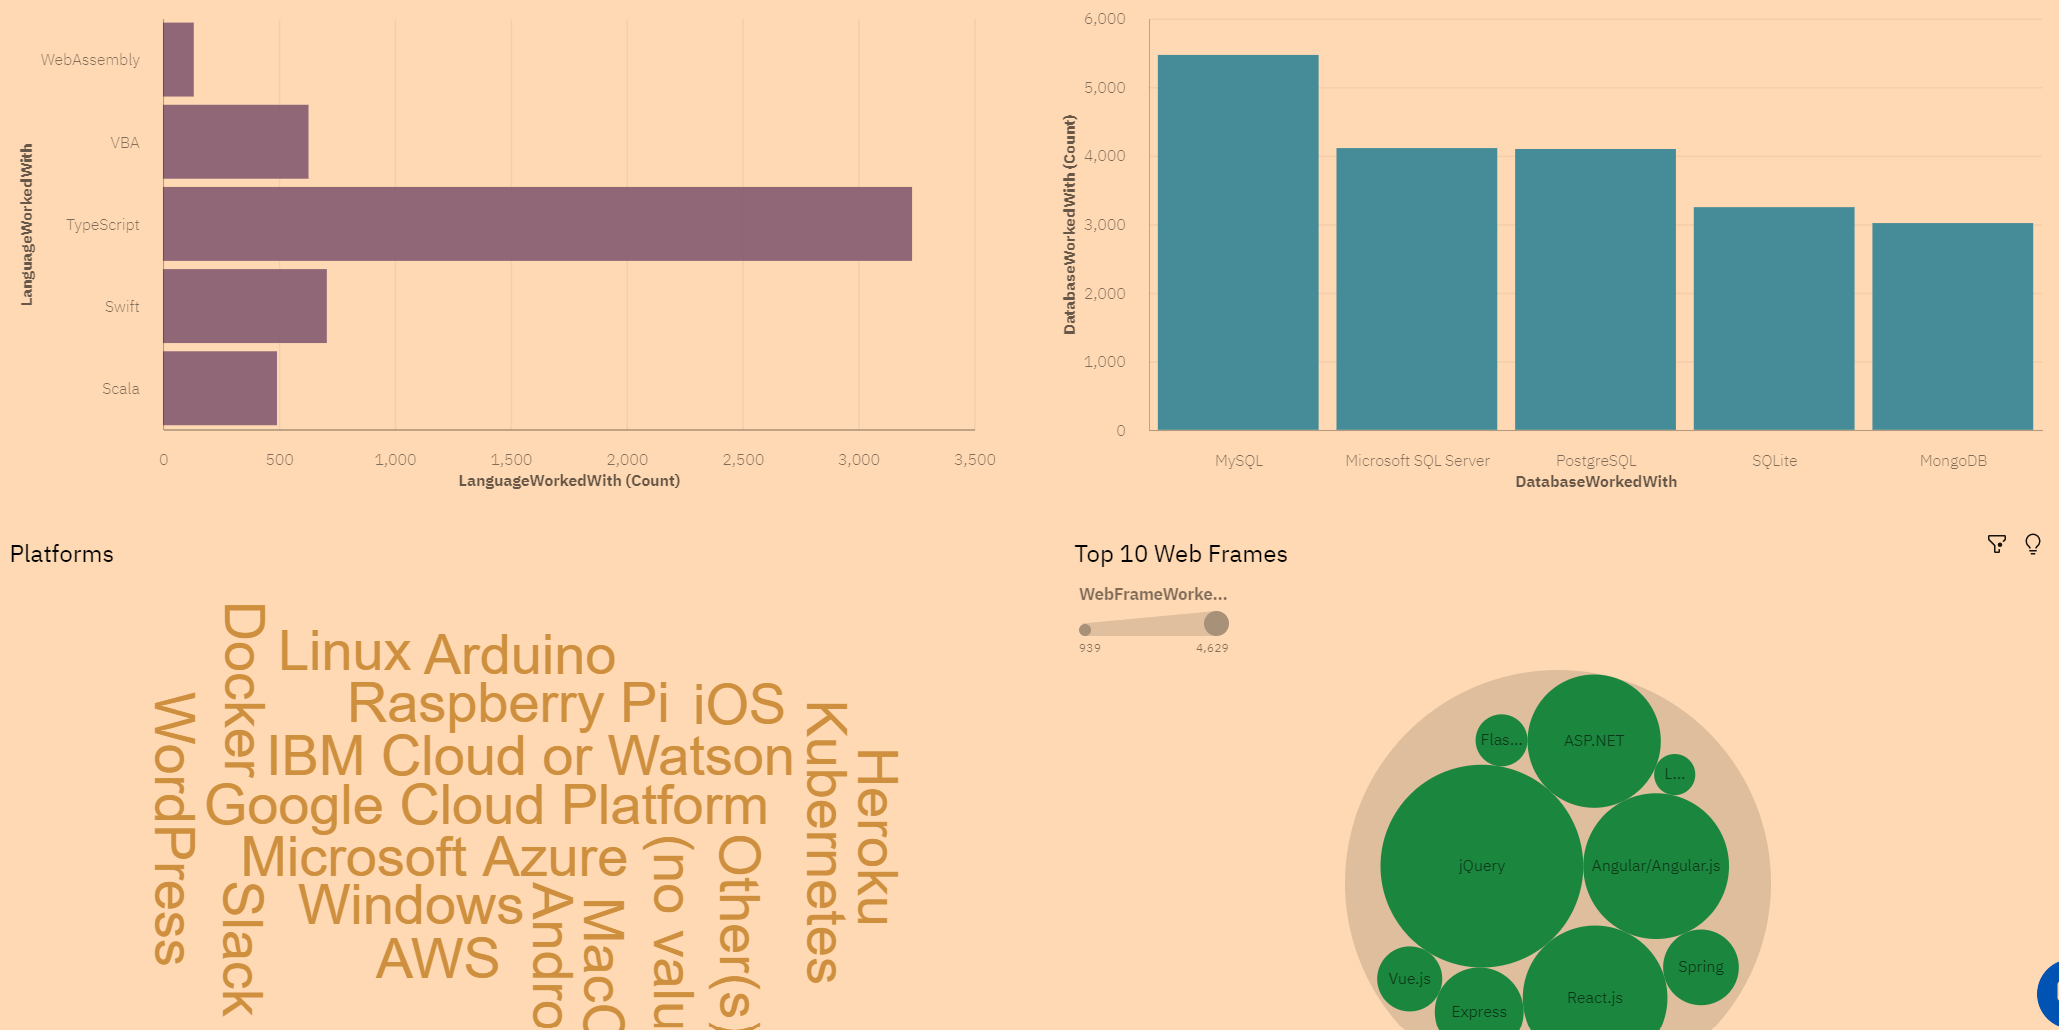 LanguageWorkedWith
WebAssembly
VBA
TypeScript
Swift
Scala
0 500 1,000 1,500 2,000 2,500 3,000 3,500
LanguageWorkedWith (Count)
DatabaseWorkedWith (Count)
6,000
5,000
4,000
3,000
2,000
1,000
0
MySQL Microsoft SQL Server PostgreSQL SQLite MongoDB
DatabaseWorkedWith
Platforms
Docker
Linux
Arduino
Raspberry Pi
iOS
WordPress
IBM Cloud or Watson
Kubernetes
Heroku
Google Cloud Platform
Microsoft Azure
(no valu
Other(s)
Slack
Windows
Andro
MacO
AWS
Top 10 Web Frames
WebFrameWorke...
939 4,629
Flas...
ASP.NET
L...
jQuery
Angular/Angular.js
Vue.js
Express
React.js
Spring